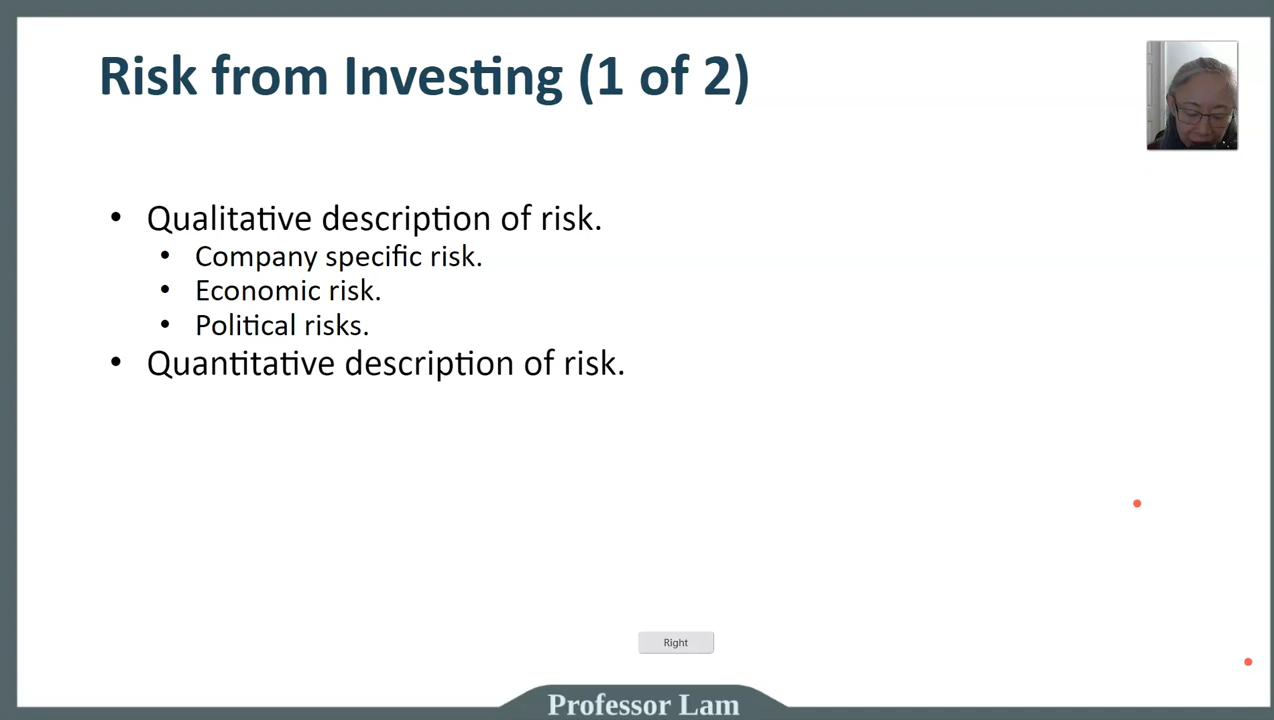 Risk from Investing (1 of 2)
• Qualitative description of risk.
• Company specific risk.
• Economic risk.
• Political risks.
• Quantitative description of risk.
Right
Professor Lam